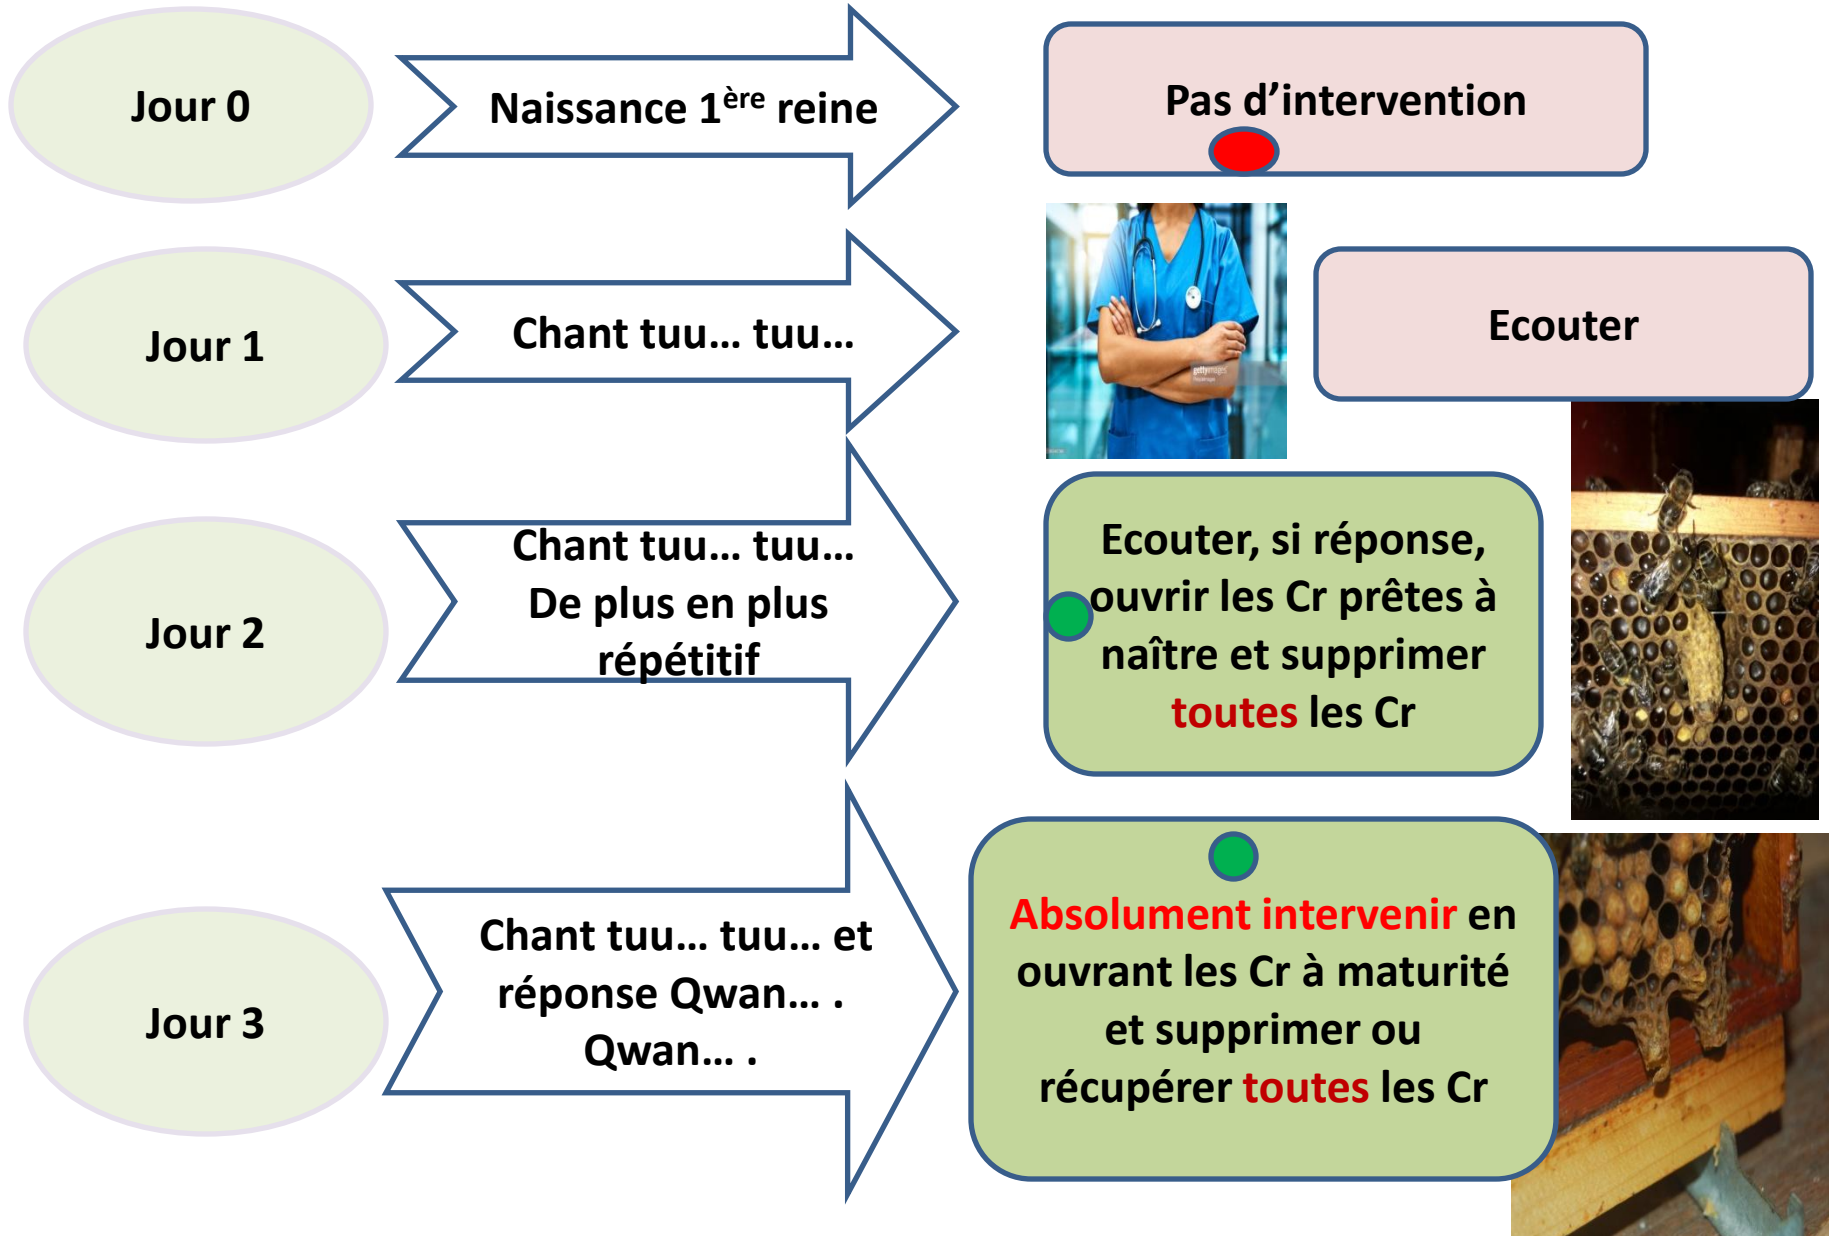 Jour 0
Naissance 1ère reine
Pas d’intervention
Jour 1
Chant tuu... tuu...
Ecouter
gettyimages
Jour 2
Chant tuu... tuu...
De plus en plus
répétitif
Ecouter, si réponse,
ouvrir les Cr prêtes à
naître et supprimer
toutes les Cr
Jour 3
Chant tuu... tuu... et
réponse Qwan... .
Qwan... .
Absolument intervenir en
ouvrant les Cr à maturité
et supprimer ou
récupérer toutes les Cr